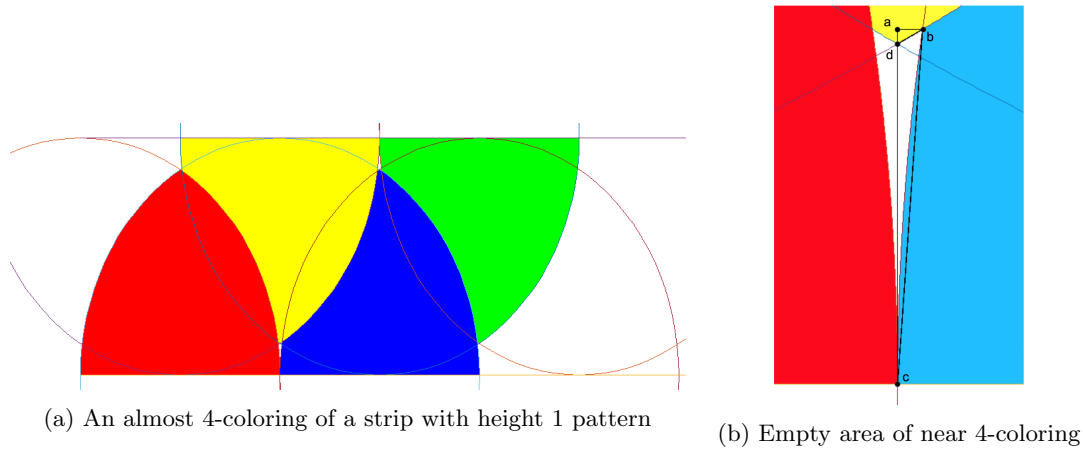 a
b
d
c
(a) An almost 4-coloring of a strip with height 1 pattern
(b) Empty area of near 4-coloring